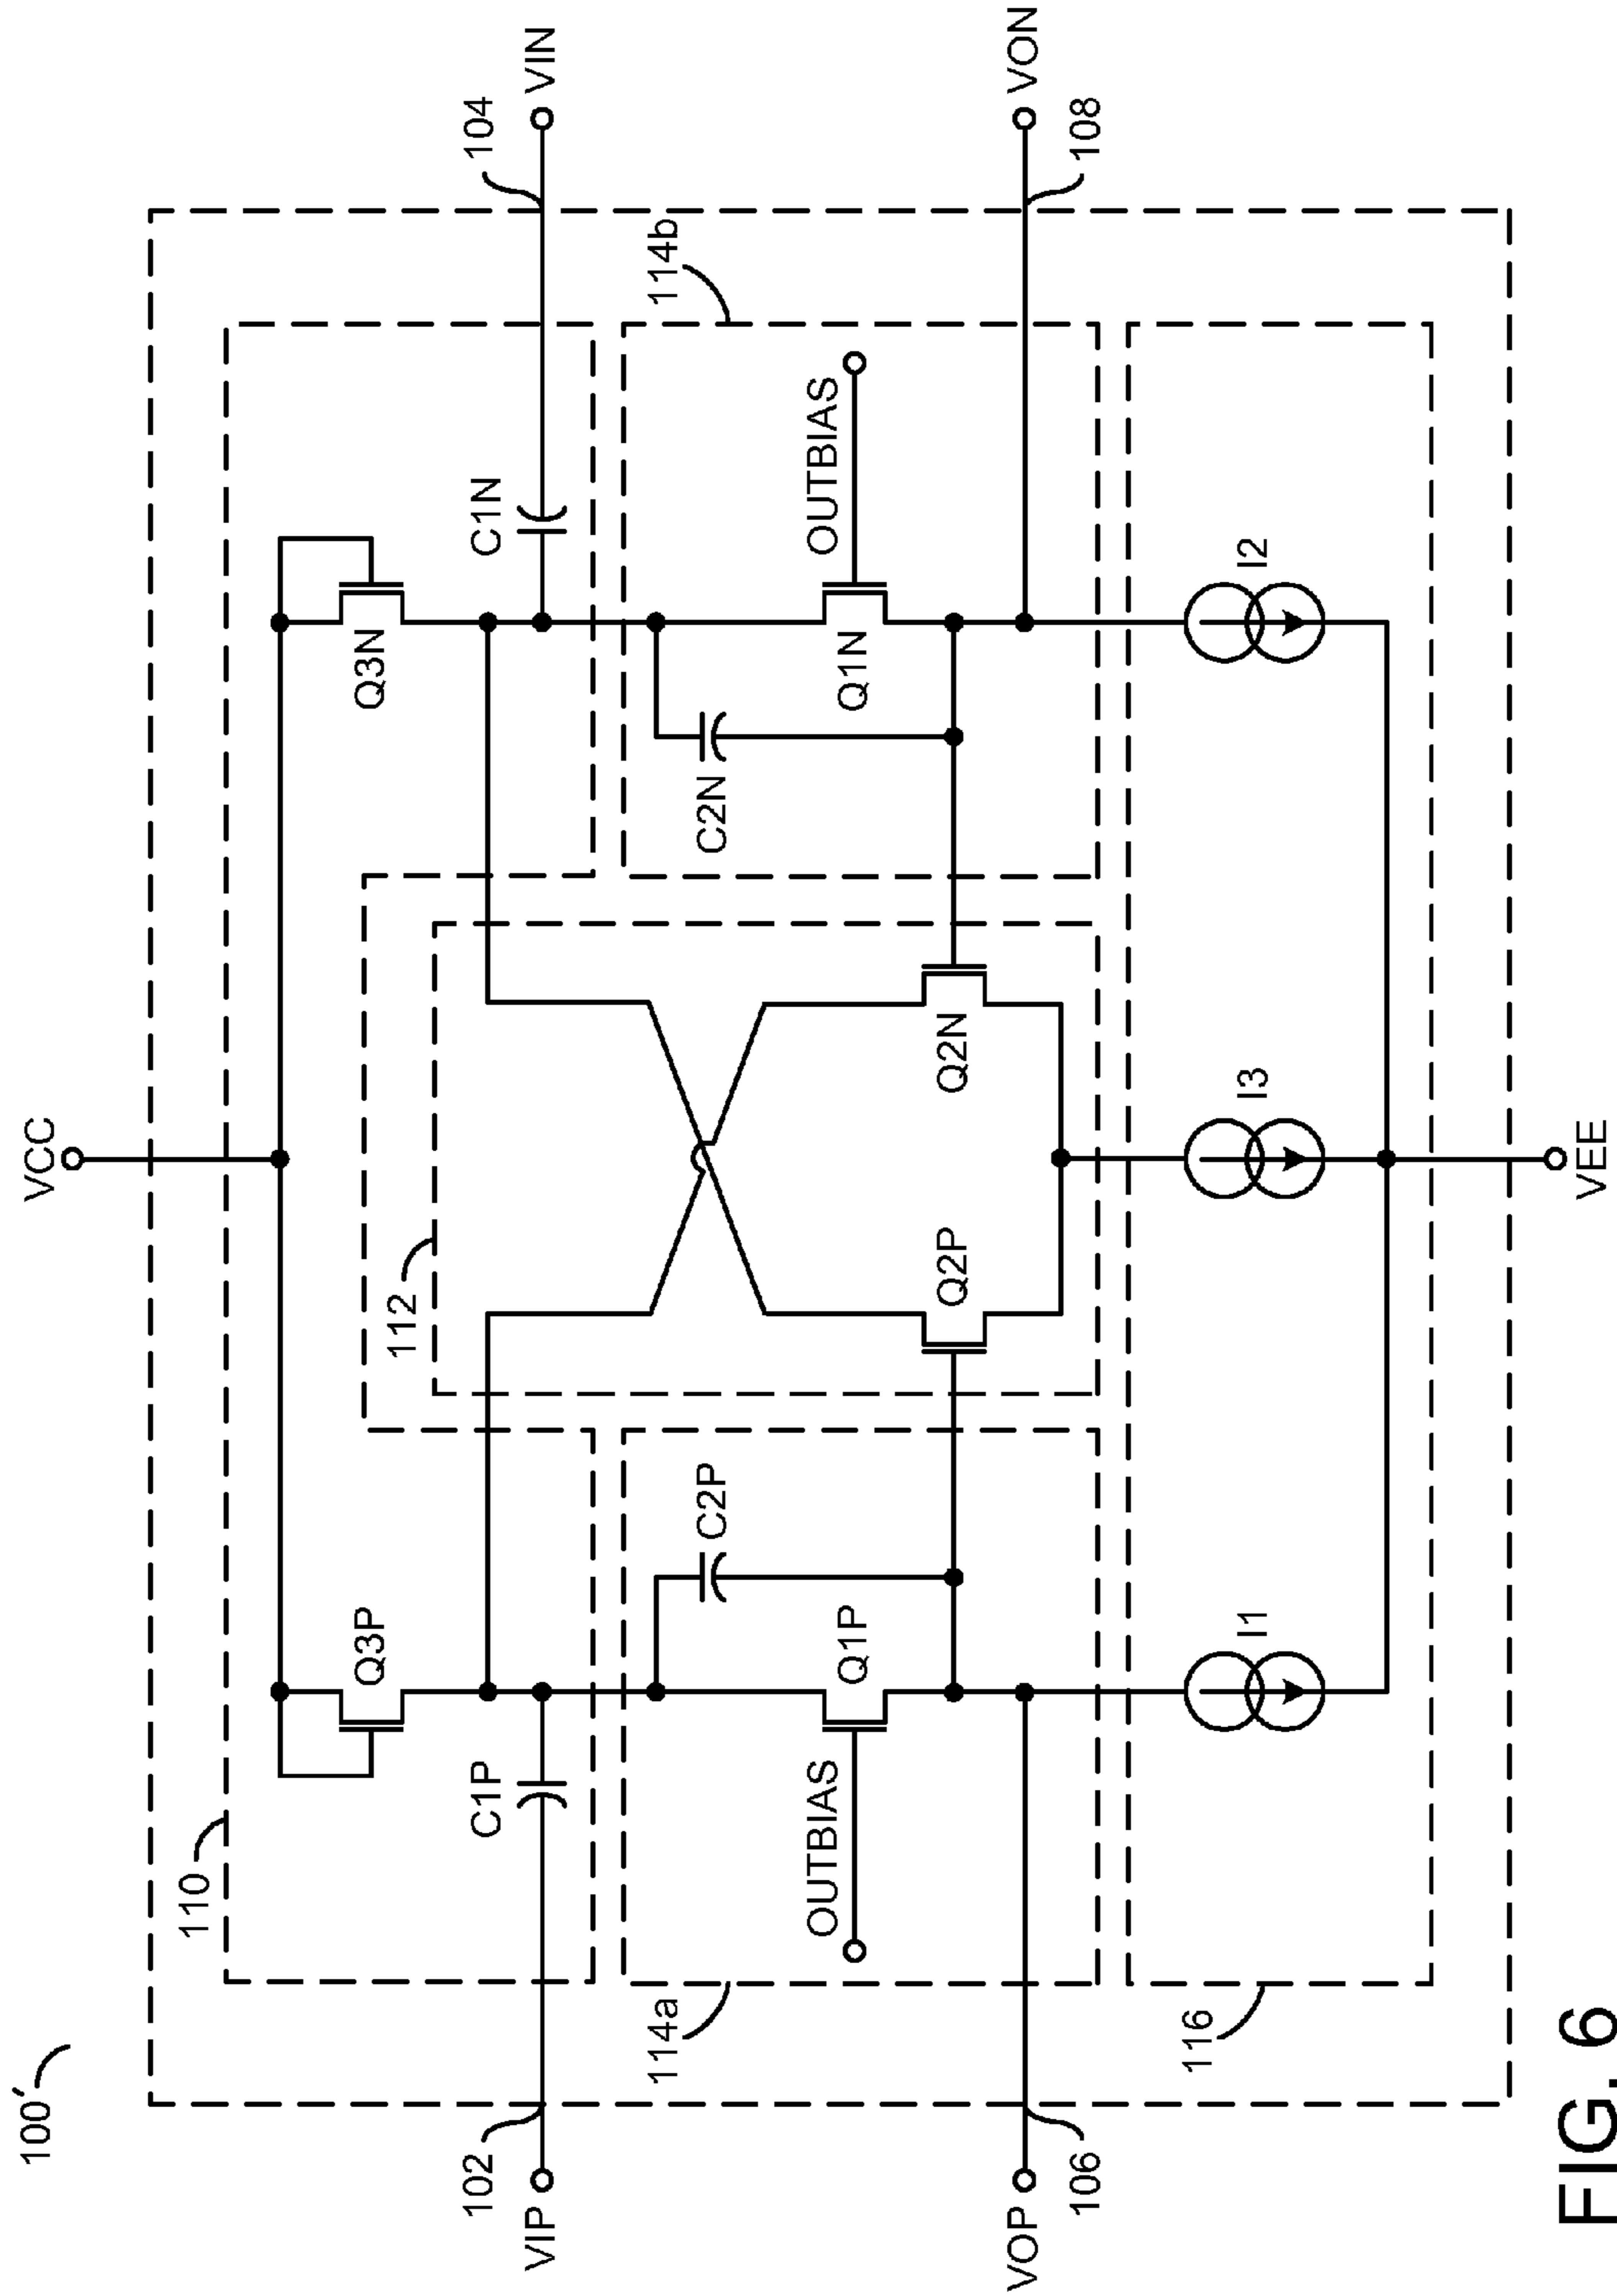 100′
VCC
110
Q3P
Q3N
VIP
102
C1P
C1N
104
VIN
112
114a
C2P
C2N
114b
OUTBIAS
Q1P
Q1N
OUTBIAS
Q2P
Q2N
VOP
106
108
VON
116
I1
I3
I2
VEE
FIG. 6